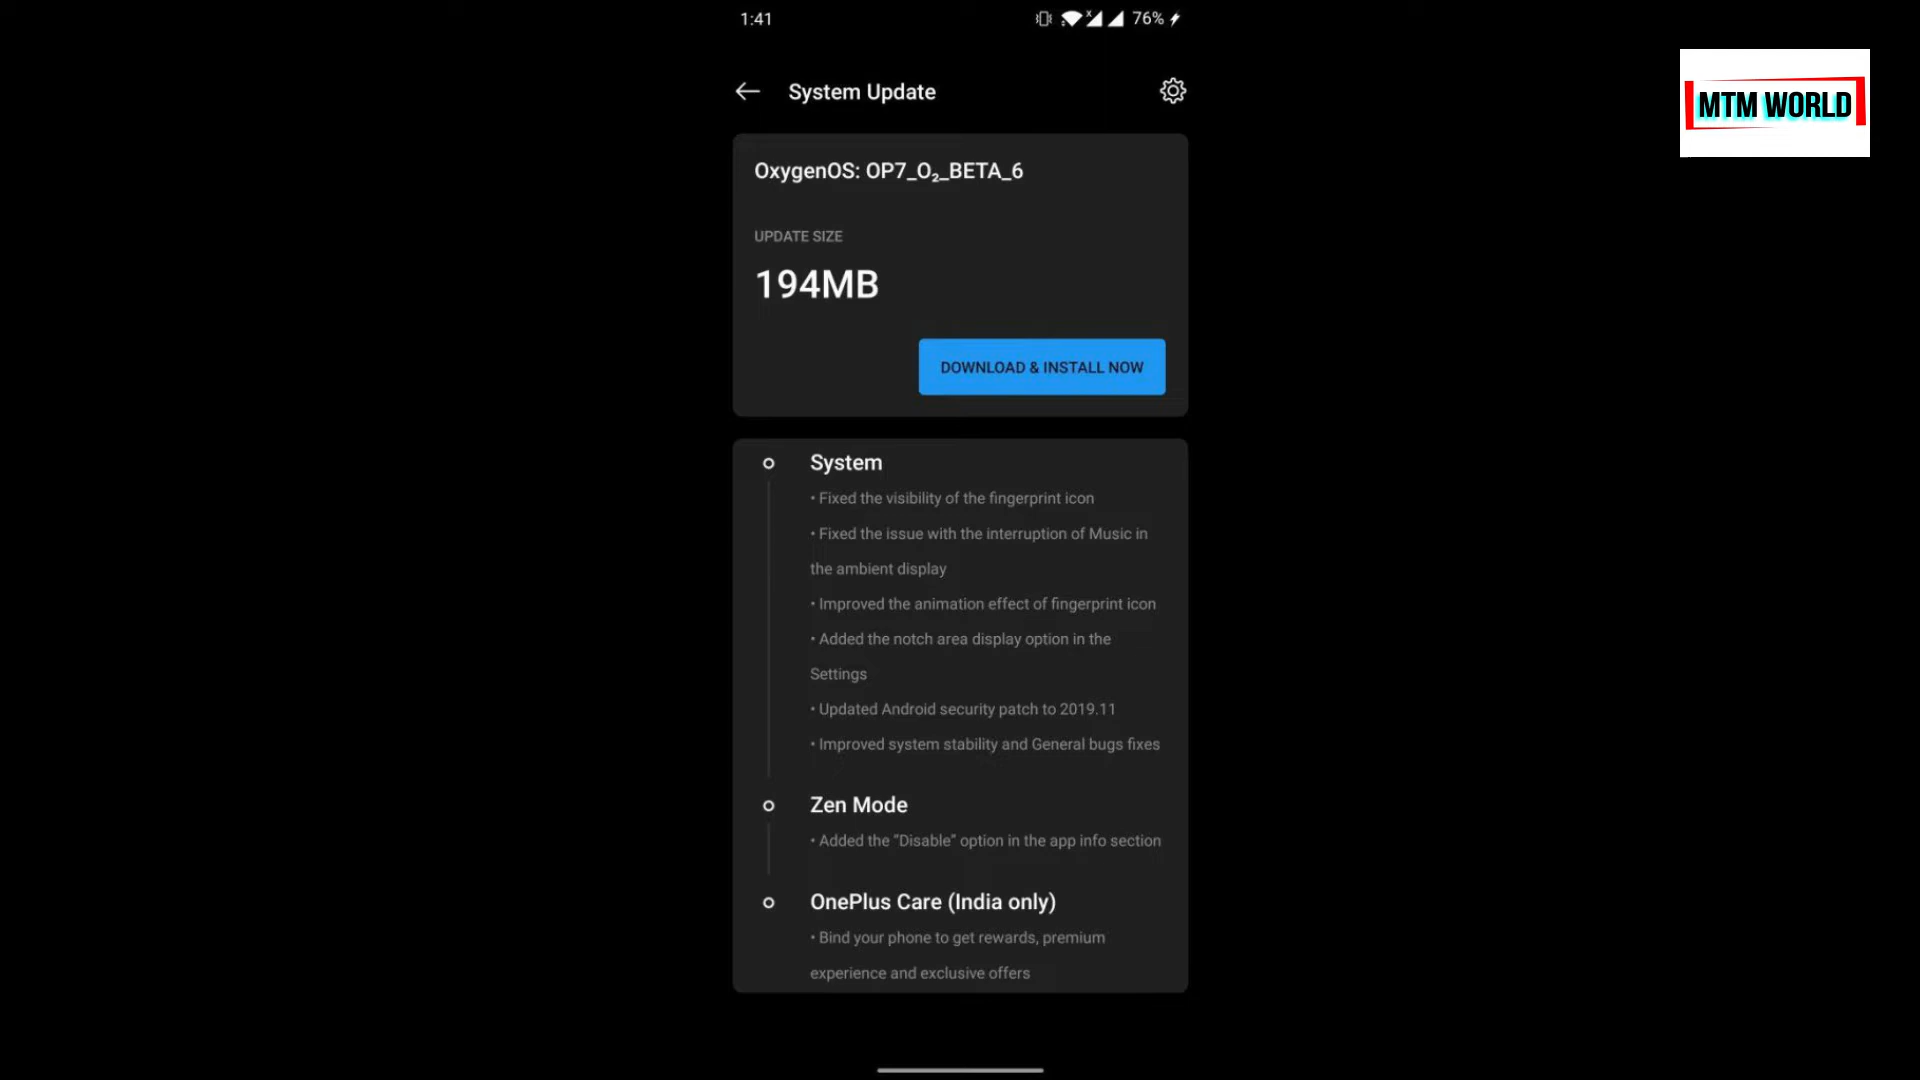 1:41
76%
System Update
MTM WORLD
OxygenOS: OP7_O₂_BETA_6
UPDATE SIZE
194MB
DOWNLOAD & INSTALL NOW
System
• Fixed the visibility of the fingerprint icon
• Fixed the issue with the interruption of Music in
the ambient display
• Improved the animation effect of fingerprint icon
• Added the notch area display option in the
Settings
• Updated Android security patch to 2019.11
• Improved system stability and General bugs fixes
Zen Mode
• Added the "Disable" option in the app info section
OnePlus Care (India only)
• Bind your phone to get rewards, premium
experience and exclusive offers